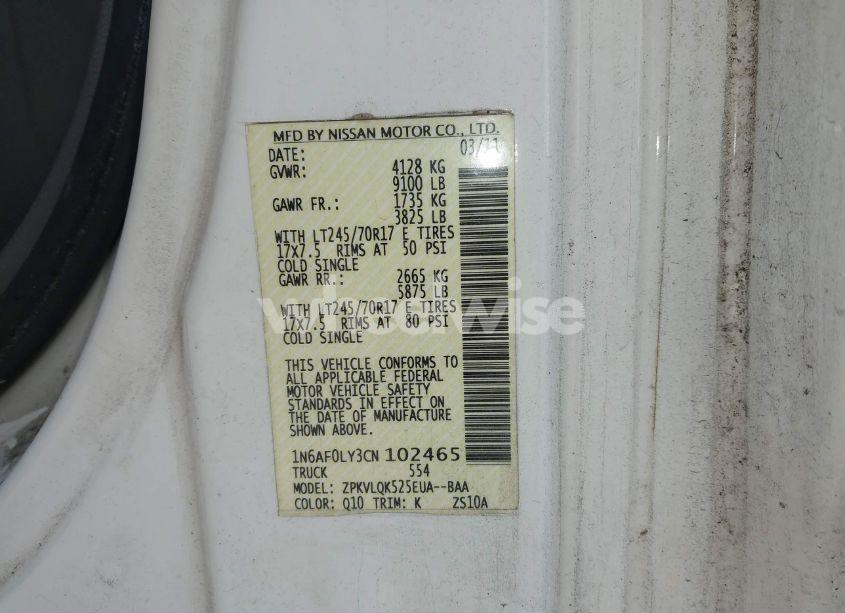 MFD BY NISSAN MOTOR CO., LTD.
DATE: 03/11
GVWR: 4128 KG
9100 LB
GAWR FR.: 1735 KG
3825 LB
WITH LT245/70R17 E TIRES
17X7.5 RIMS AT 50 PSI
COLD SINGLE
GAWR RR.: 2665 KG
5875 LB
WITH LT245/70R17 E TIRES
17X7.5 RIMS AT 80 PSI
COLD SINGLE
THIS VEHICLE CONFORMS TO
ALL APPLICABLE FEDERAL
MOTOR VEHICLE SAFETY
STANDARDS IN EFFECT ON
THE DATE OF MANUFACTURE
SHOWN ABOVE.
1N6AF0LY3CN 102465
TRUCK 554
MODEL: ZPKVLQK525EUA--BAA
COLOR: Q10 TRIM: K ZS10A